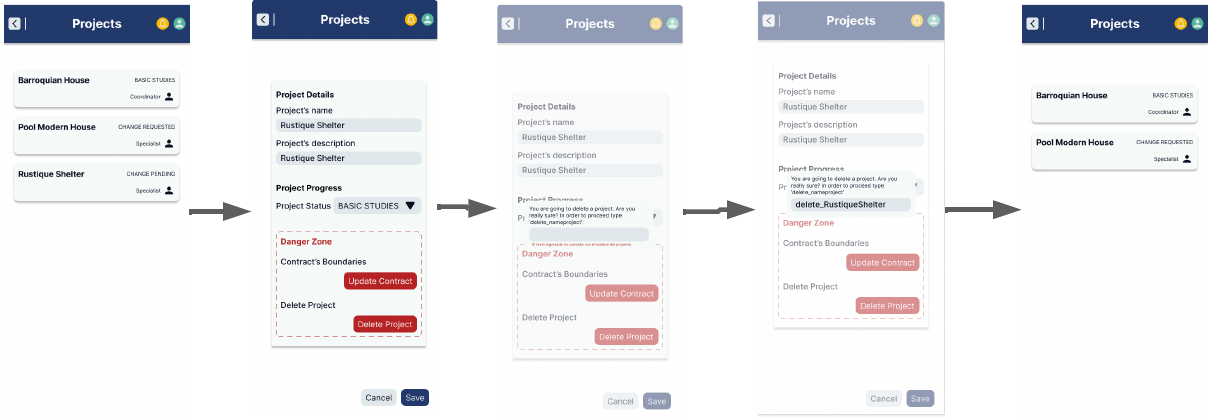 Projects
Barroquian House
BASIC STUDIES
Coordinator
Pool Modern House
CHANGE REQUESTED
Specialist
Rustique Shelter
CHANGE PENDING
Specialist
Projects
Project Details
Project's name
Rustique Shelter
Project's description
Rustique Shelter
Project Progress
Project Status
BASIC STUDIES
Danger Zone
Contract's Boundaries
Update Contract
Delete Project
Delete Project
Cancel
Save
Projects
Project Details
Project's name
Rustique Shelter
Project's description
Rustique Shelter
Project Progress
You are going to delete a project. Are you
really sure? In order to proceed type
'delete_nameproject'
Danger Zone
Contract's Boundaries
Update Contract
Delete Project
Delete Project
Cancel
Save
Projects
Project Details
Project's name
Rustique Shelter
Project's description
Rustique Shelter
Project Progress
You are going to delete a project. Are you
really sure? In order to proceed type
'delete_nameproject'
delete_RustiqueShelter
Danger Zone
Contract's Boundaries
Update Contract
Delete Project
Delete Project
Cancel
Save
Projects
Barroquian House
BASIC STUDIES
Coordinator
Pool Modern House
CHANGE REQUESTED
Specialist